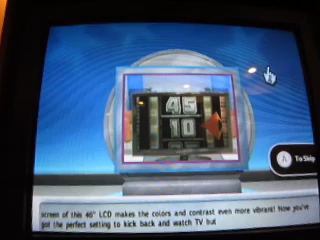 45
10
A To Skip
screen of this 46" LCD makes the colors and contrast even more vibrant! Now you've
got the perfect setting to kick back and watch TV but